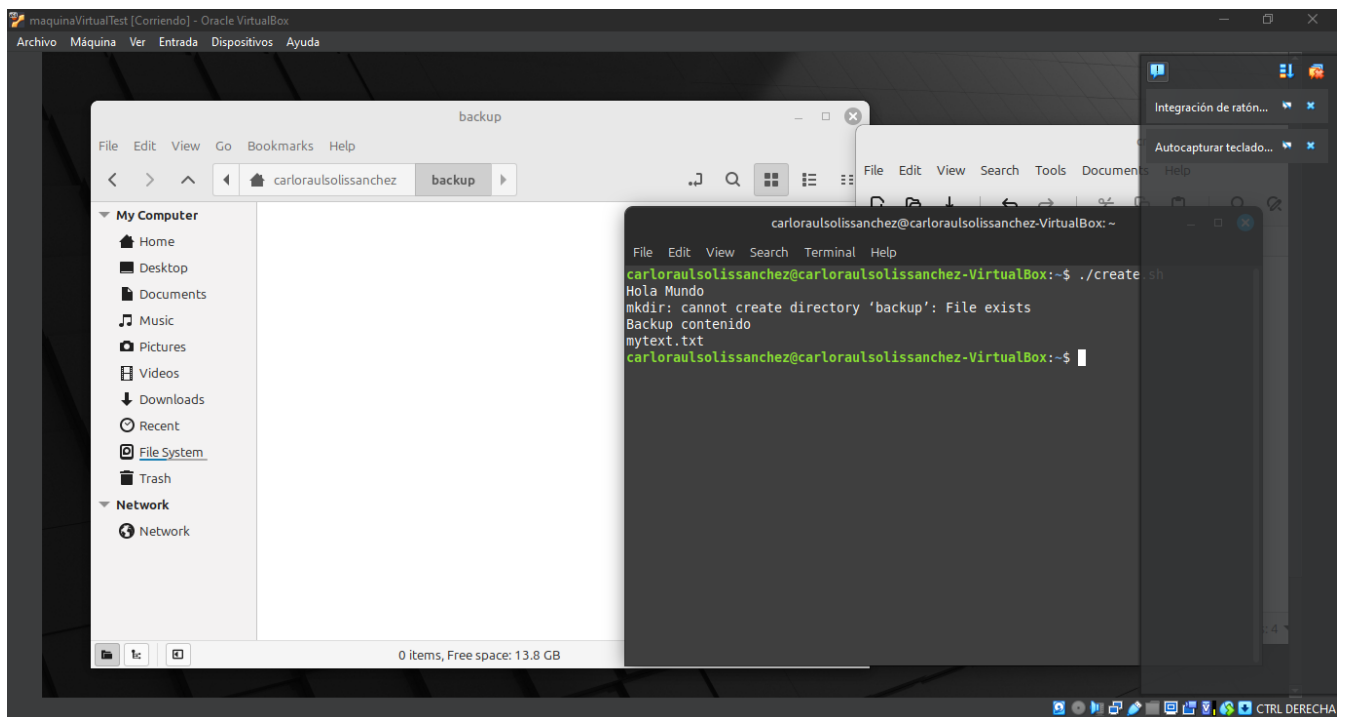 maquinaVirtualTest [Corriendo] - Oracle VirtualBox
Archivo Máquina Ver Entrada Dispositivos Ayuda
Integración de ratón...
Autocapturar teclado...
backup
File Edit View Go Bookmarks Help
carloraulsolissanchez backup
My Computer
Home
Desktop
Documents
Music
Pictures
Videos
Downloads
Recent
File System
Trash
Network
Network
0 items, Free space: 13.8 GB
File Edit View Search Tools Documents Help
carloraulsolissanchez@carloraulsolissanchez-VirtualBox: ~
File Edit View Search Terminal Help
carloraulsolissanchez@carloraulsolissanchez-VirtualBox:~$ ./create.sh
Hola Mundo
mkdir: cannot create directory ‘backup’: File exists
Backup contenido
mytext.txt
carloraulsolissanchez@carloraulsolissanchez-VirtualBox:~$
CTRL DERECHA